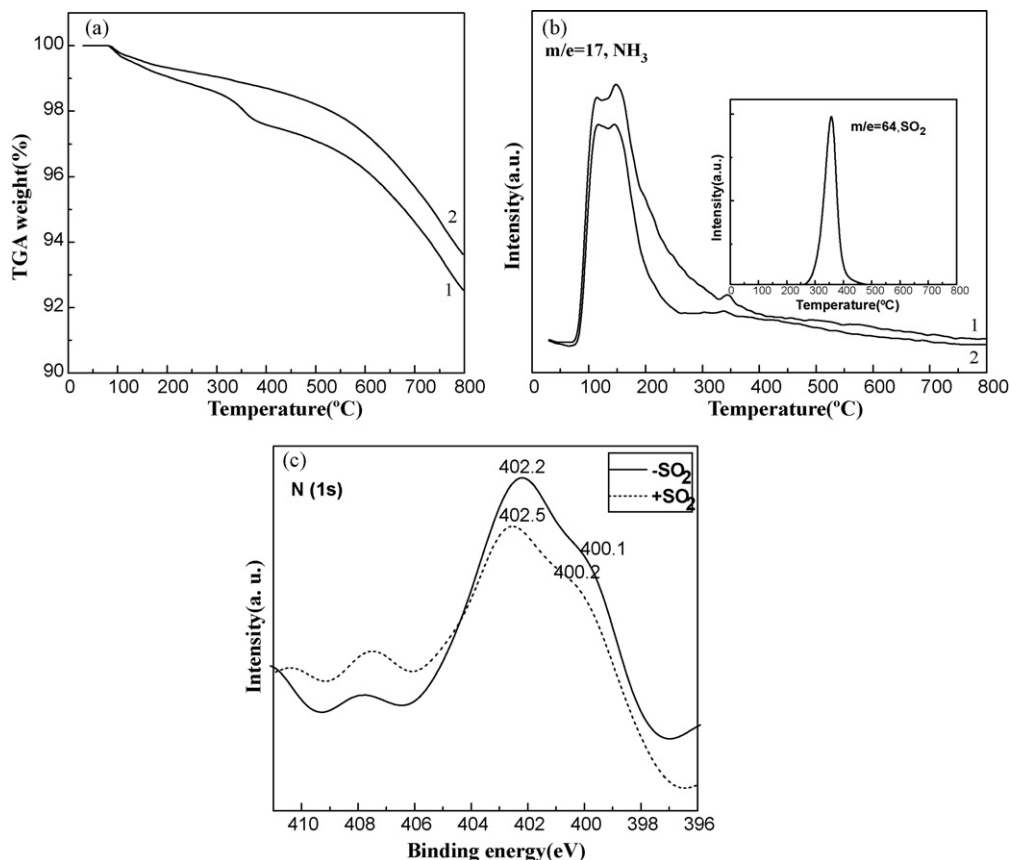 (a)
TGA weight(%)
100
98
96
94
92
90
2
1
0 100 200 300 400 500 600 700 800
Temperature(ºC)
(b)
m/e=17, NH₃
Intensity(a.u.)
m/e=64,SO₂
Intensity(a.u.)
0 100 200 300 400 500 600 700 800
Temperature(ºC)
1
2
0 100 200 300 400 500 600 700 800
Temperature(ºC)
(c)
N (1s)
402.2
402.5
400.1
400.2
-SO₂
+SO₂
Intensity(a. u.)
410 408 406 404 402 400 398 396
Binding energy(eV)